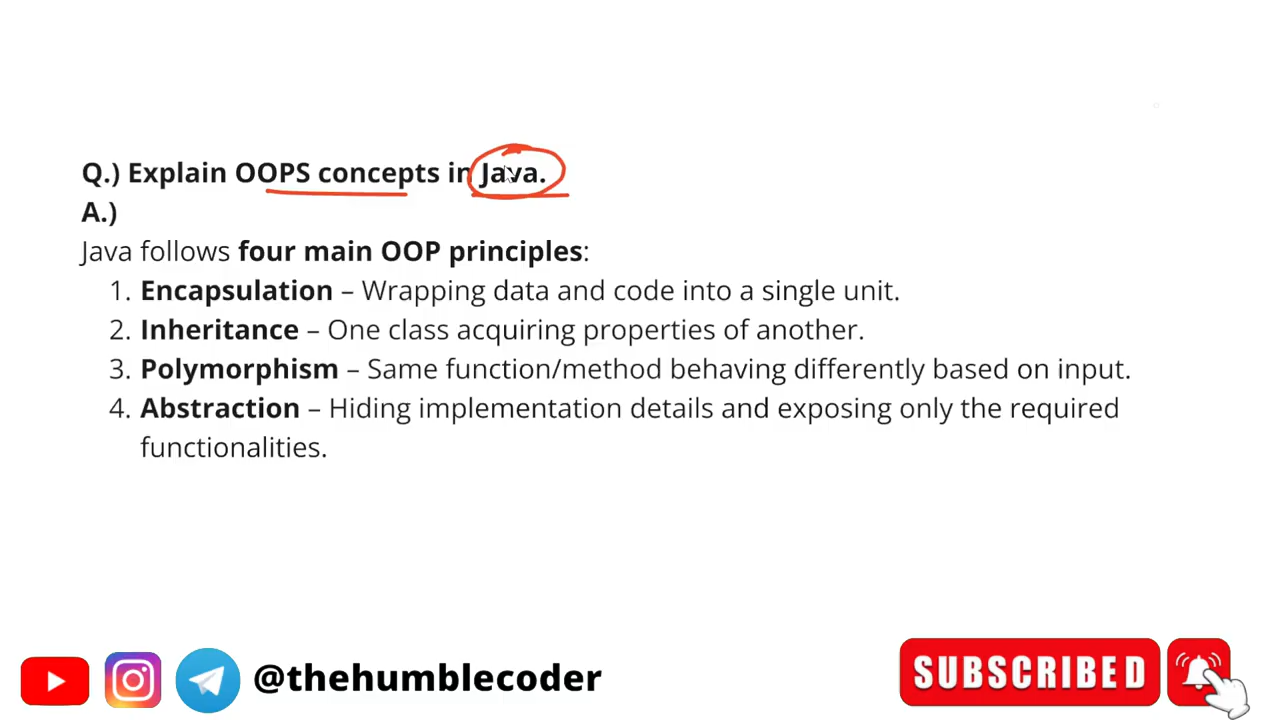 Q.) Explain OOPS concepts in Java.
A.)
Java follows four main OOP principles:
1. Encapsulation – Wrapping data and code into a single unit.
2. Inheritance – One class acquiring properties of another.
3. Polymorphism – Same function/method behaving differently based on input.
4. Abstraction – Hiding implementation details and exposing only the required
functionalities.
@thehumblecoder
SUBSCRIBED